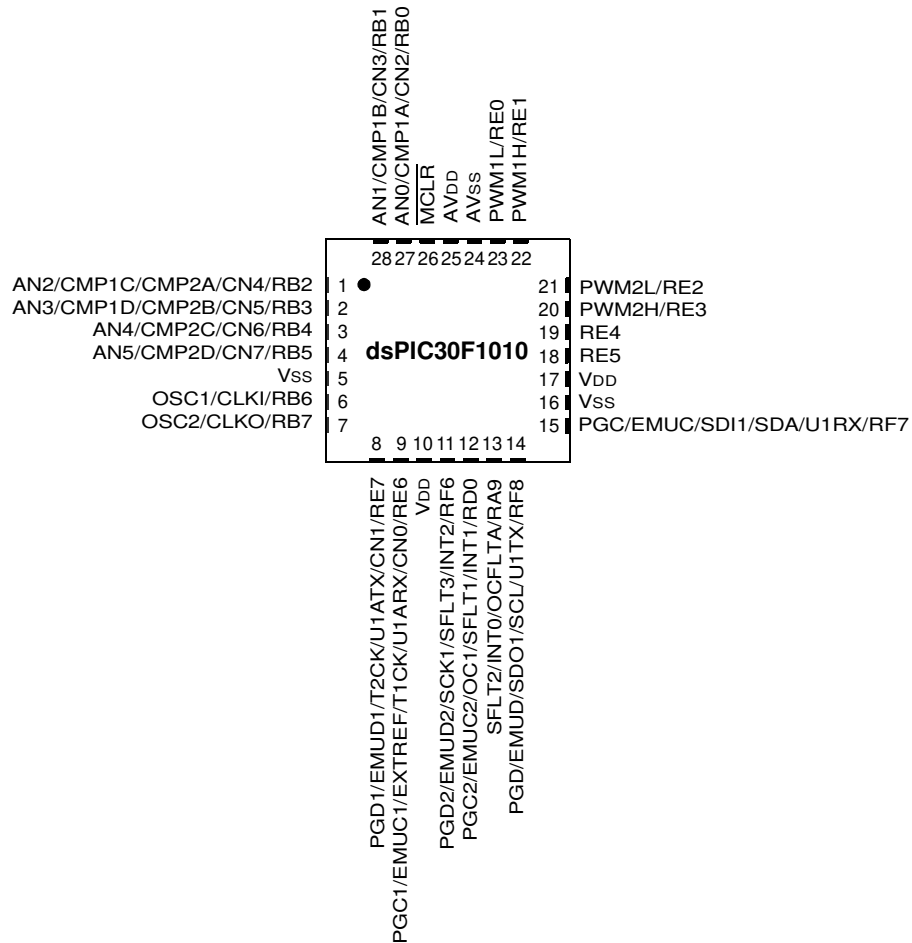 AN1/CMP1B/CN3/RB1
AN0/CMP1A/CN2/RB0
MCLR
AVDD
AVSS
PWM1L/RE0
PWM1H/RE1
28 27 26 25 24 23 22
AN2/CMP1C/CMP2A/CN4/RB2 1
AN3/CMP1D/CMP2B/CN5/RB3 2
AN4/CMP2C/CN6/RB4 3
AN5/CMP2D/CN7/RB5 4
VSS 5
OSC1/CLKI/RB6 6
OSC2/CLKO/RB7 7
dsPIC30F1010
21 PWM2L/RE2
20 PWM2H/RE3
19 RE4
18 RE5
17 VDD
16 VSS
15 PGC/EMUC/SDI1/SDA/U1RX/RF7
8 9 10 11 12 13 14
PGD1/EMUD1/T2CK/U1ATX/CN1/RE7
PGC1/EMUC1/EXTREF/T1CK/U1ARX/CN0/RE6
VDD
PGD2/EMUD2/SCK1/SFLT3/INT2/RF6
PGC2/EMUC2/OC1/SFLT1/INT1/RD0
SFLT2/INT0/OCFLTA/RA9
PGD/EMUD/SDO1/SCL/U1TX/RF8